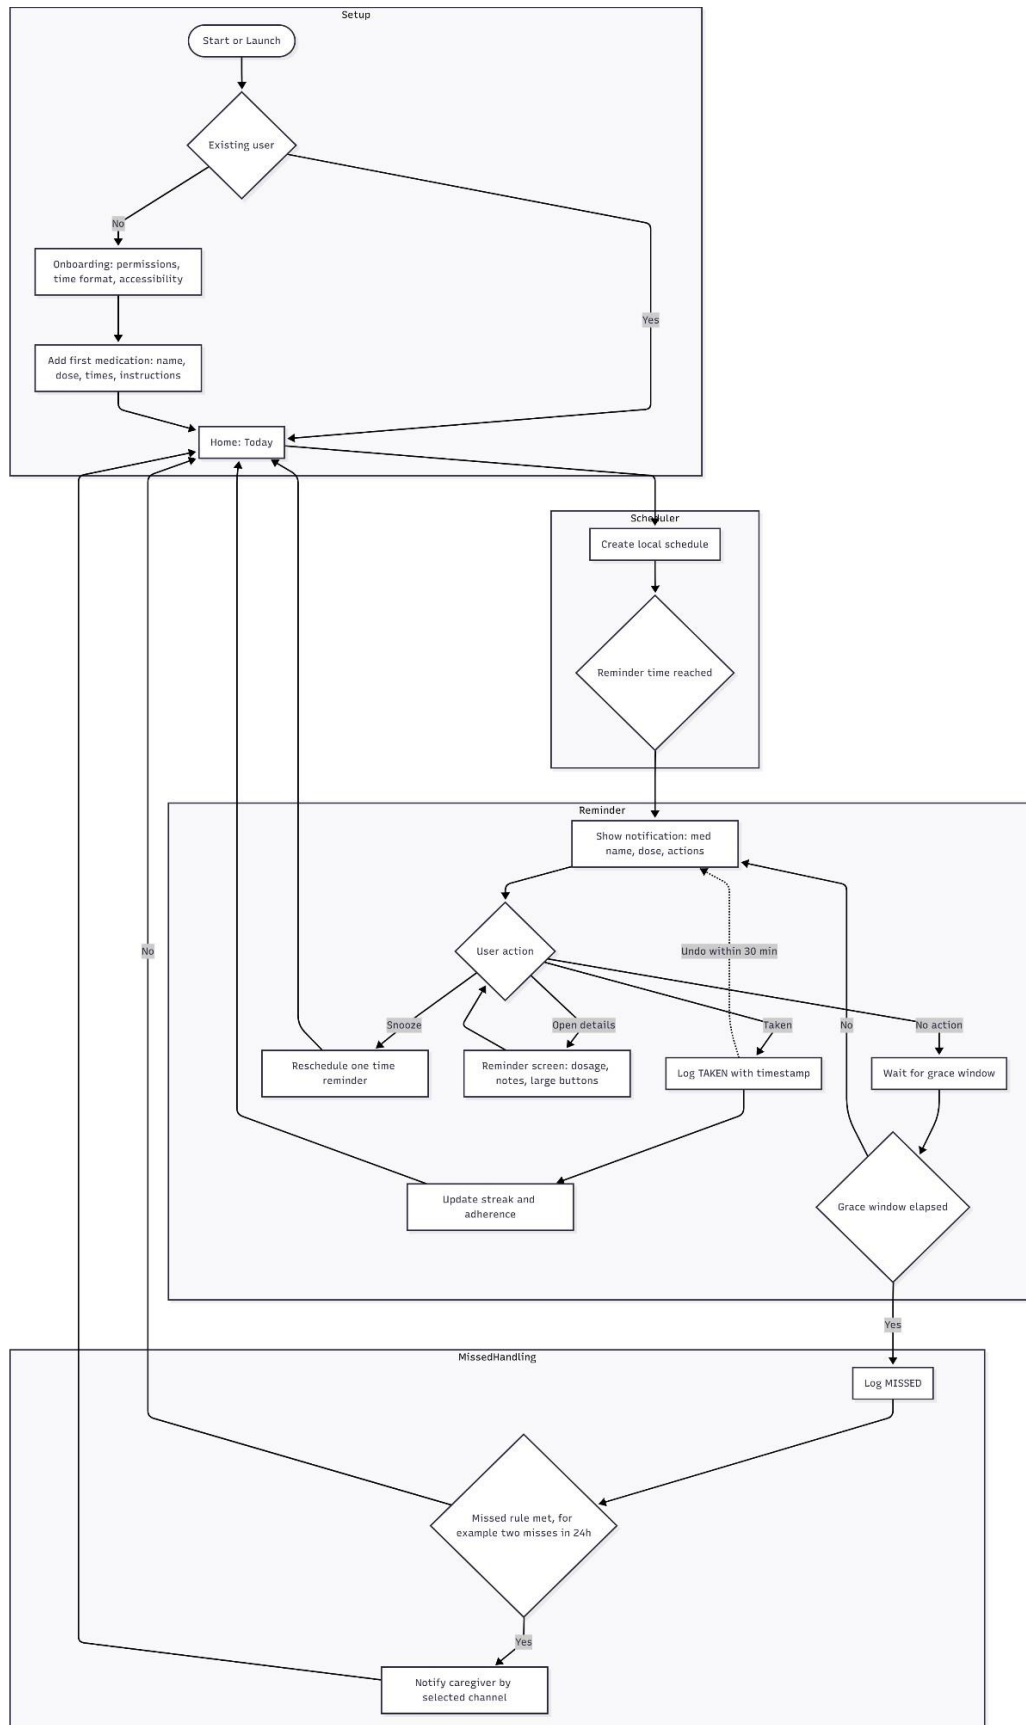 Setup
Start or Launch
Existing user
No
Onboarding: permissions,
time format, accessibility
Yes
Add first medication: name,
dose, times, instructions
Home: Today
Scheduler
Create local schedule
Reminder time reached
Reminder
Show notification: med
name, dose, actions
No
User action
Undo within 30 min
Snooze
Open details
Taken
No
No action
Reschedule one time
reminder
Reminder screen: dosage,
notes, large buttons
Log TAKEN with timestamp
Wait for grace window
Update streak and
adherence
Grace window elapsed
Yes
MissedHandling
Log MISSED
Missed rule met, for
example two misses in 24h
Yes
Notify caregiver by
selected channel